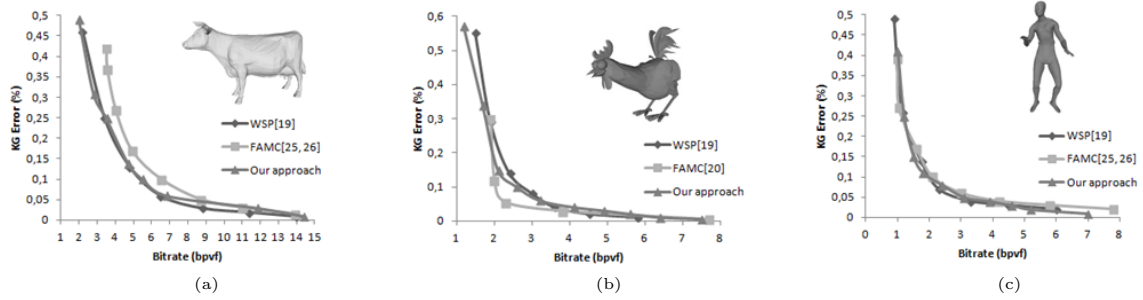 0,5
0,45
0,4
0,35
0,3
0,25
0,2
0,15
0,1
0,05
0
KG Error (%)
1 2 3 4 5 6 7 8 9 10 11 12 13 14 15
Bitrate (bpvf)
WSP[19]
FAMC[25, 26]
Our approach
(a)
0,6
0,5
0,4
0,3
0,2
0,1
0
KG Error (%)
1 2 3 4 5 6 7 8
Bitrate (bpvf)
WSP[19]
FAMC[20]
Our approach
(b)
0,5
0,45
0,4
0,35
0,3
0,25
0,2
0,15
0,1
0,05
0
KG Error (%)
0 1 2 3 4 5 6 7 8
Bitrate (bpvf)
WSP[19]
FAMC[25, 26]
Our approach
(c)